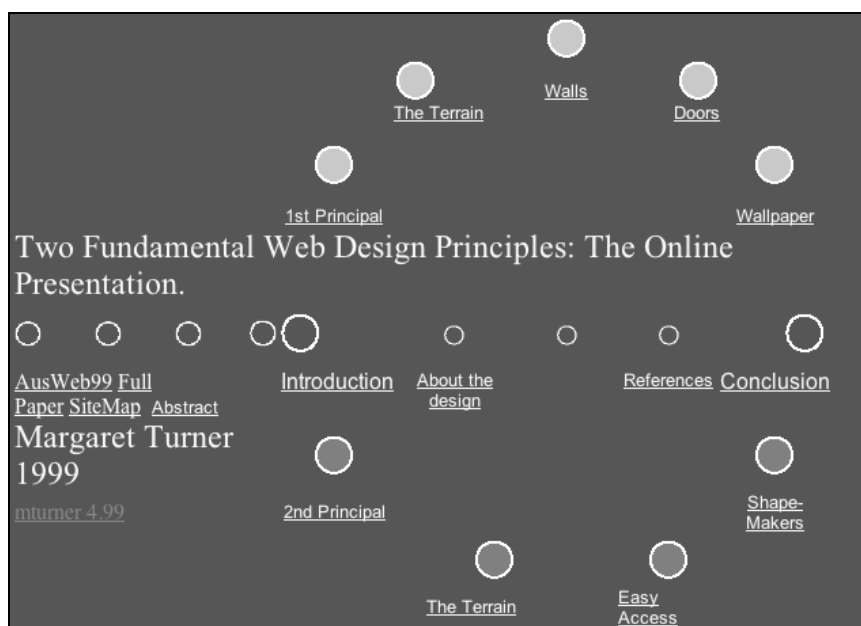 Walls
The Terrain
Doors
1st Principal
Wallpaper
Two Fundamental Web Design Principles: The Online
Presentation.
AusWeb99 Full
Paper SiteMap Abstract
Introduction
About the
design
References
Conclusion
Margaret Turner
1999
mturner 4.99
2nd Principal
Shape-
Makers
The Terrain
Easy
Access